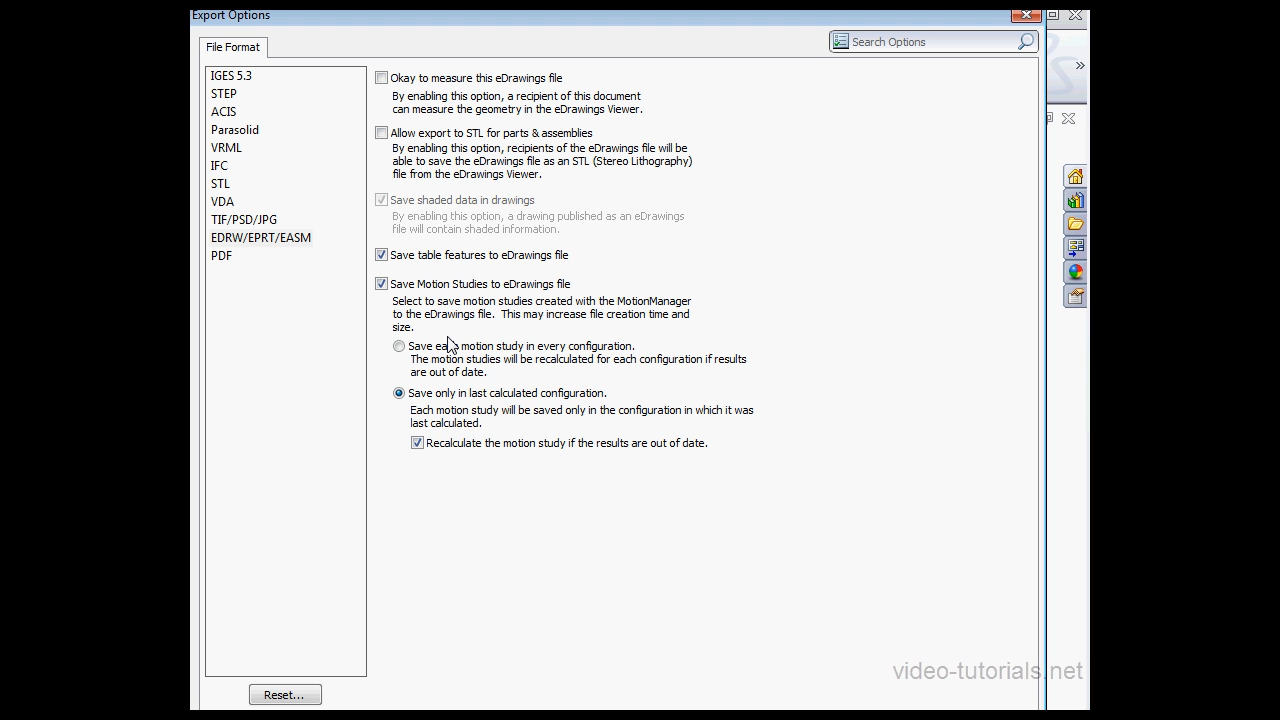 Export Options
File Format
Search Options
IGES 5.3
STEP
ACIS
Parasolid
VRML
IFC
STL
VDA
TIF/PSD/JPG
EDRW/EPRT/EASM
PDF
Okay to measure this eDrawings file
By enabling this option, a recipient of this document
can measure the geometry in the eDrawings Viewer.
Allow export to STL for parts & assemblies
By enabling this option, recipients of the eDrawings file will be
able to save the eDrawings file as an STL (Stereo Lithography)
file from the eDrawings Viewer.
Save shaded data in drawings
By enabling this option, a drawing published as an eDrawings
file will contain shaded information.
Save table features to eDrawings file
Save Motion Studies to eDrawings file
Select to save motion studies created with the MotionManager
to the eDrawings file. This may increase file creation time and
size.
Save each motion study in every configuration.
The motion studies will be recalculated for each configuration if results
are out of date.
Save only in last calculated configuration.
Each motion study will be saved only in the configuration in which it was
last calculated.
Recalculate the motion study if the results are out of date.
Reset...
video-tutorials.net